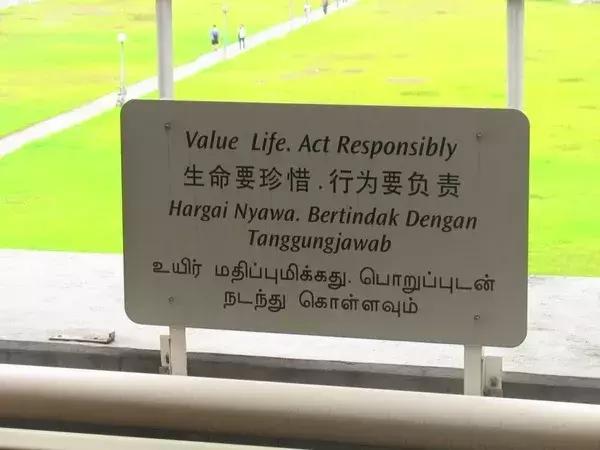 Value Life. Act Responsibly
生命要珍惜.行为要负责
Hargai Nyawa. Bertindak Dengan
Tanggungjawab
உயிர் மதிப்புமிக்கது. பொறுப்புடன்
நடந்து கொள்ளவும்